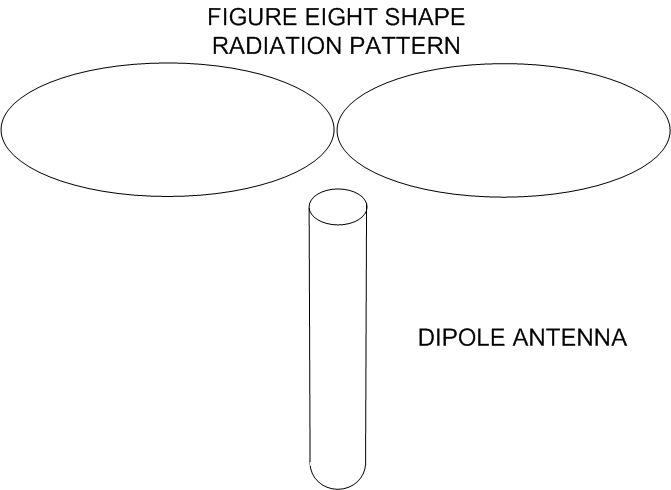 FIGURE EIGHT SHAPE
RADIATION PATTERN
DIPOLE ANTENNA